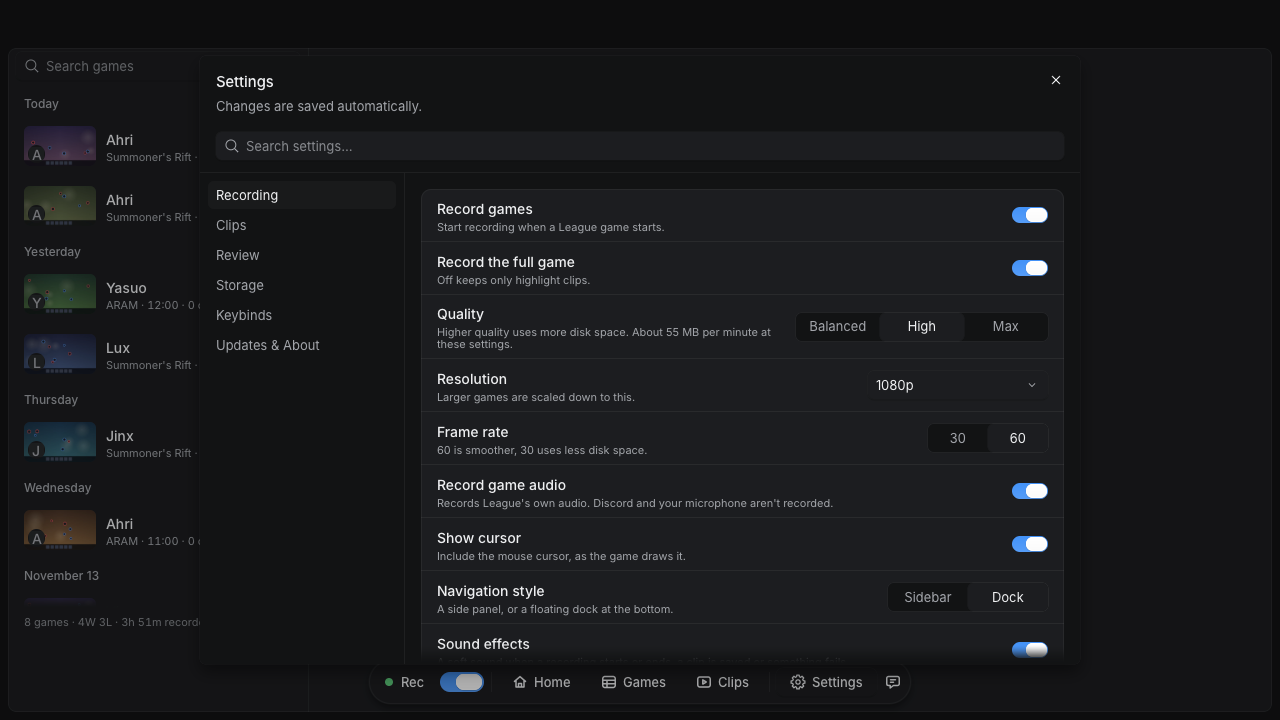 Search games
Today
A
Ahri
Summoner's Rift ·
A
Ahri
Summoner's Rift ·
Yesterday
Y
Yasuo
ARAM · 12:00 · 0
L
Lux
Summoner's Rift ·
Thursday
J
Jinx
Summoner's Rift ·
Wednesday
A
Ahri
ARAM · 11:00 · 0
November 13
8 games · 4W 3L · 3h 51m
Settings
Changes are saved automatically.
Search settings...
Recording
Clips
Review
Storage
Keybinds
Updates & About
Record games
Start recording when a League game starts.
Record the full game
Off keeps only highlight clips.
Quality
Higher quality uses more disk space. About 55 MB per minute at
these settings.
Balanced High Max
Resolution
Larger games are scaled down to this.
1080p
Frame rate
60 is smoother, 30 uses less disk space.
30 60
Record game audio
Records League's own audio. Discord and your microphone aren't recorded.
Show cursor
Include the mouse cursor, as the game draws it.
Navigation style
A side panel, or a floating dock at the bottom.
Sidebar Dock
Sound effects
Rec Home Games Clips Settings